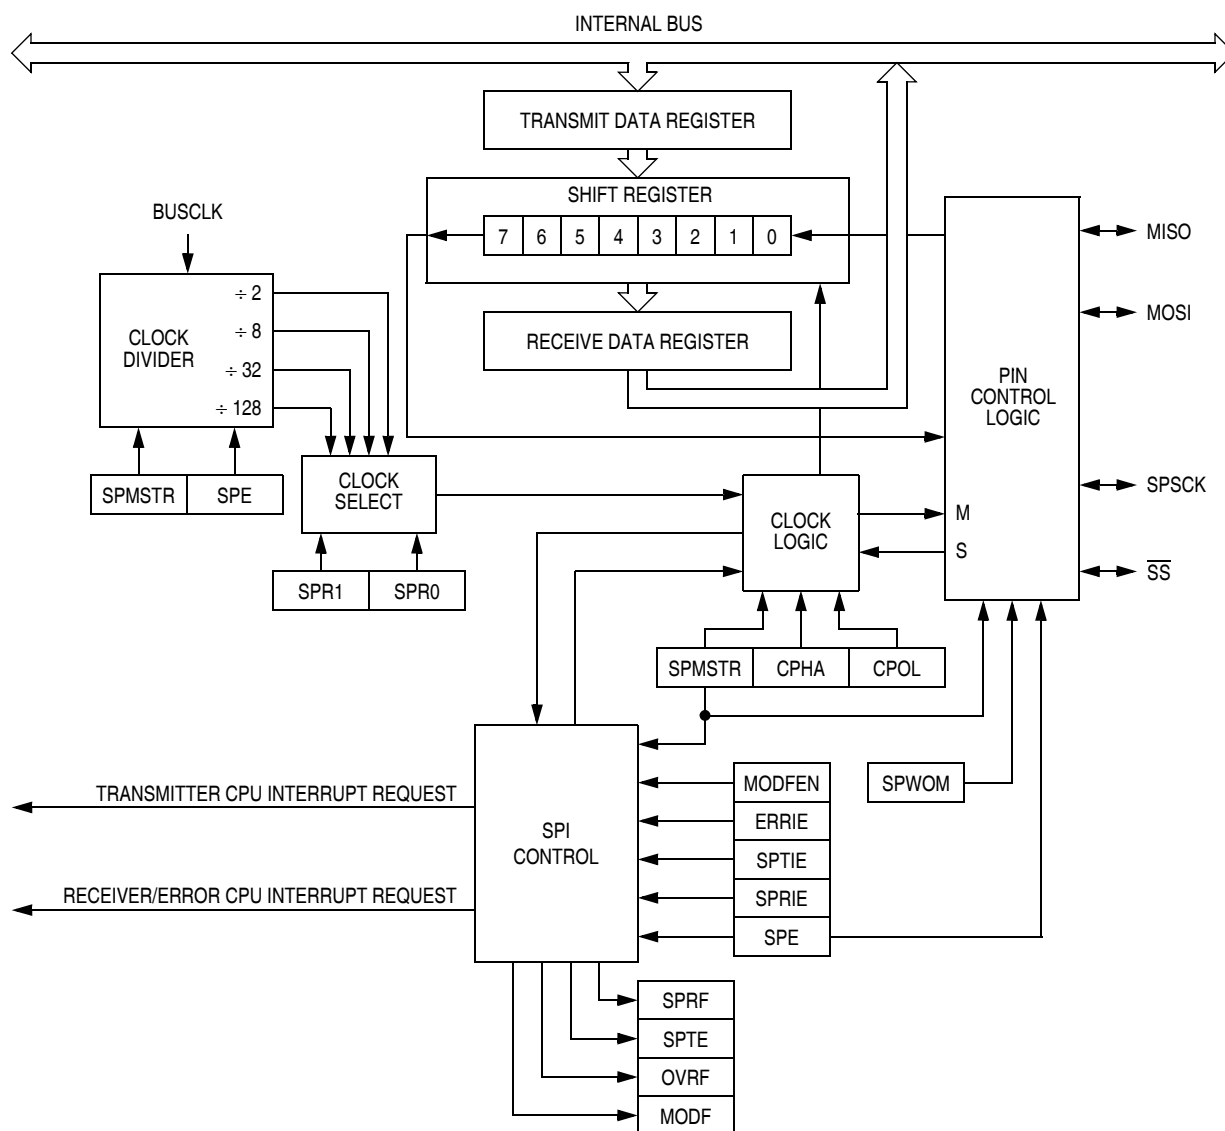 INTERNAL BUS
TRANSMIT DATA REGISTER
SHIFT REGISTER
7 6 5 4 3 2 1 0
BUSCLK
CLOCK
DIVIDER
÷ 2
÷ 8
÷ 32
÷ 128
RECEIVE DATA REGISTER
PIN
CONTROL
LOGIC
MISO
MOSI
SPSCK
SS
M
S
SPMSTR SPE
CLOCK
SELECT
SPR1 SPR0
CLOCK
LOGIC
SPMSTR CPHA CPOL
TRANSMITTER CPU INTERRUPT REQUEST
RECEIVER/ERROR CPU INTERRUPT REQUEST
SPI
CONTROL
MODFEN
ERRIE
SPTIE
SPRIE
SPE
SPWOM
SPRF
SPTE
OVRF
MODF